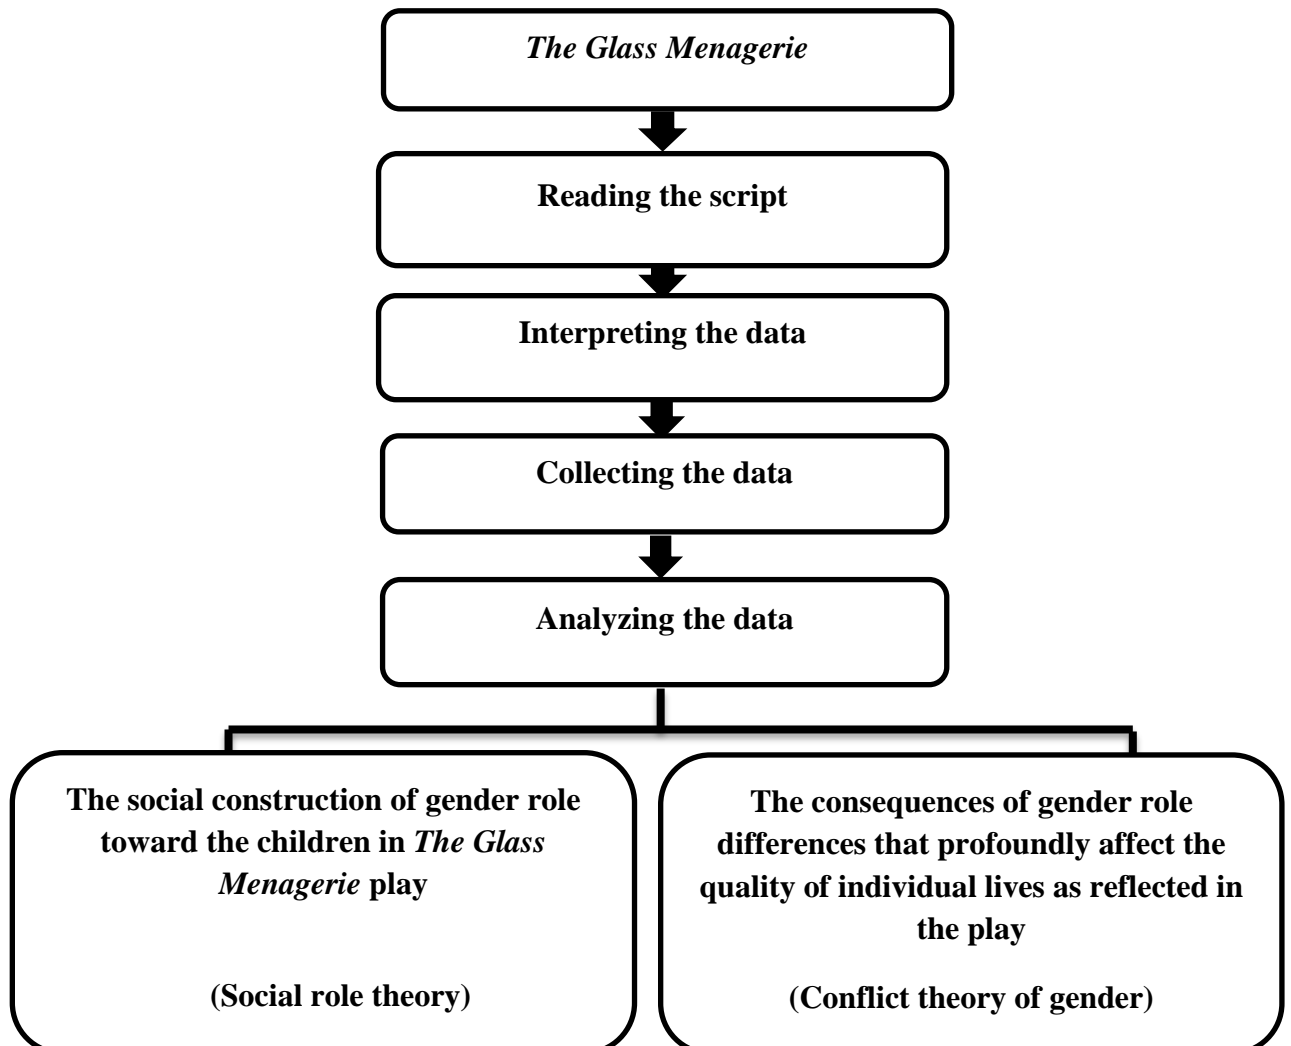 The Glass Menagerie
Reading the script
Interpreting the data
Collecting the data
Analyzing the data
The social construction of gender role
toward the children in The Glass
Menagerie play
(Social role theory)
The consequences of gender role
differences that profoundly affect the
quality of individual lives as reflected in
the play
(Conflict theory of gender)